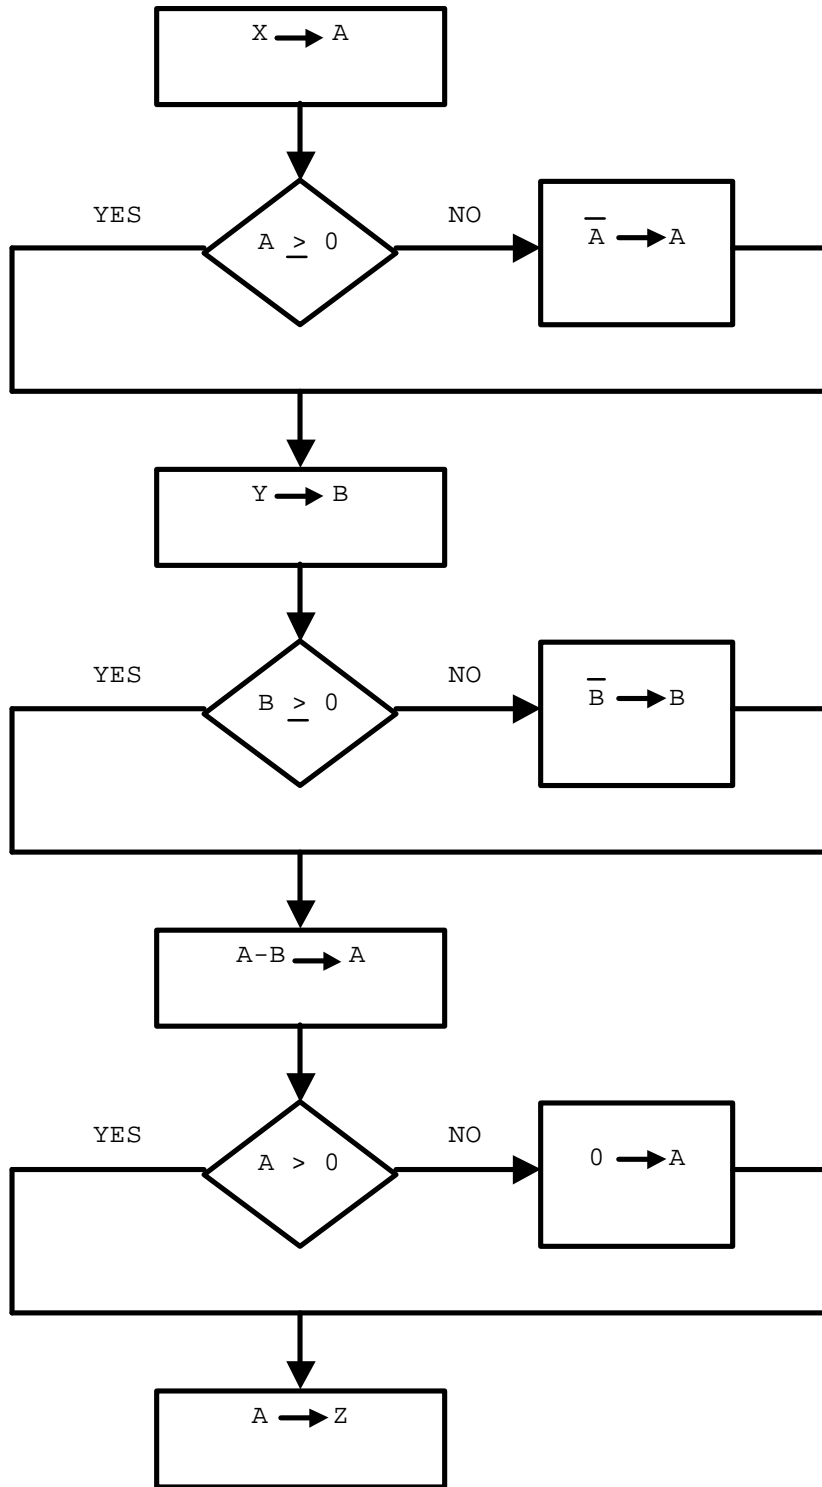 X → A
YES
A ≥ 0
NO
A̅ → A
Y → B
YES
B ≥ 0
NO
B̅ → B
A-B → A
YES
A > 0
NO
0 → A
A → Z